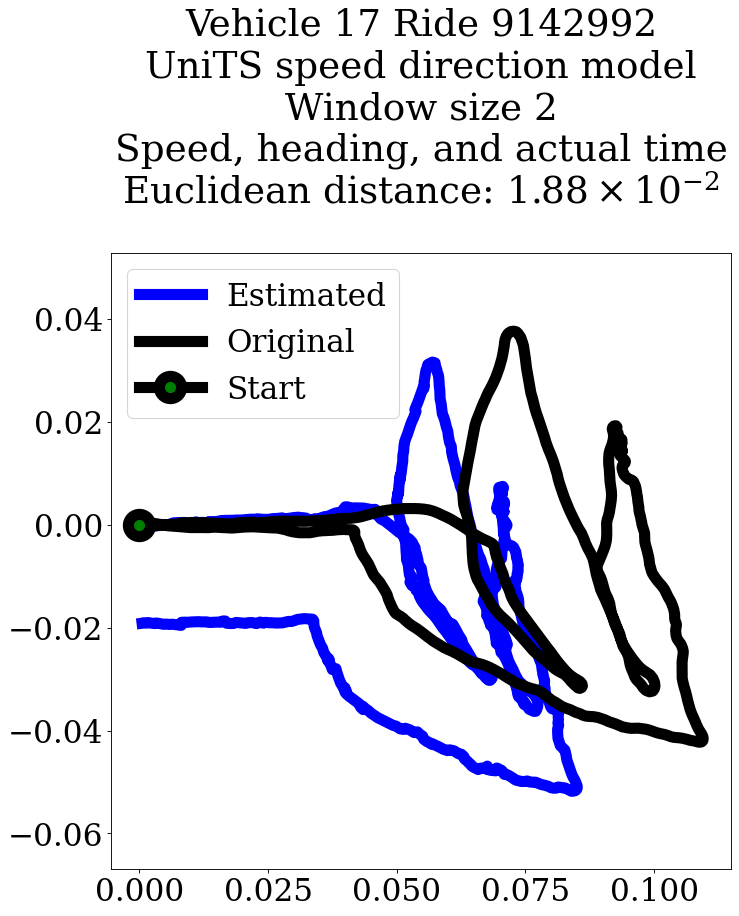 Vehicle 17 Ride 9142992
UniTS speed direction model
Window size 2
Speed, heading, and actual time
Euclidean distance: 1.88 × 10⁻²
Estimated
Original
Start
0.04
0.02
0.00
−0.02
−0.04
−0.06
0.000 0.025 0.050 0.075 0.100